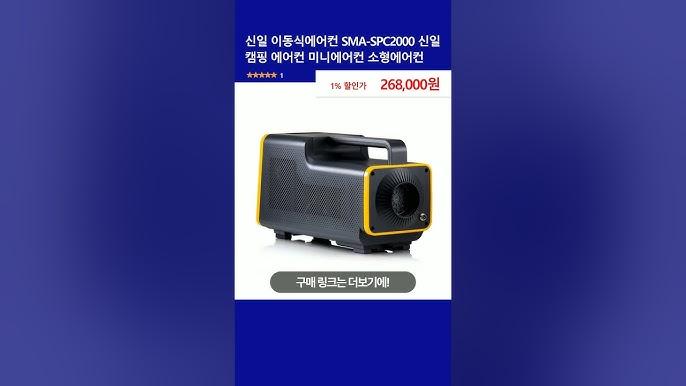 신일 이동식에어컨 SMA-SPC2000 신일
캠핑 에어컨 미니에어컨 소형에어컨
★★★★★ 1
1% 할인가 268,000원
구매 링크는 더보기에!